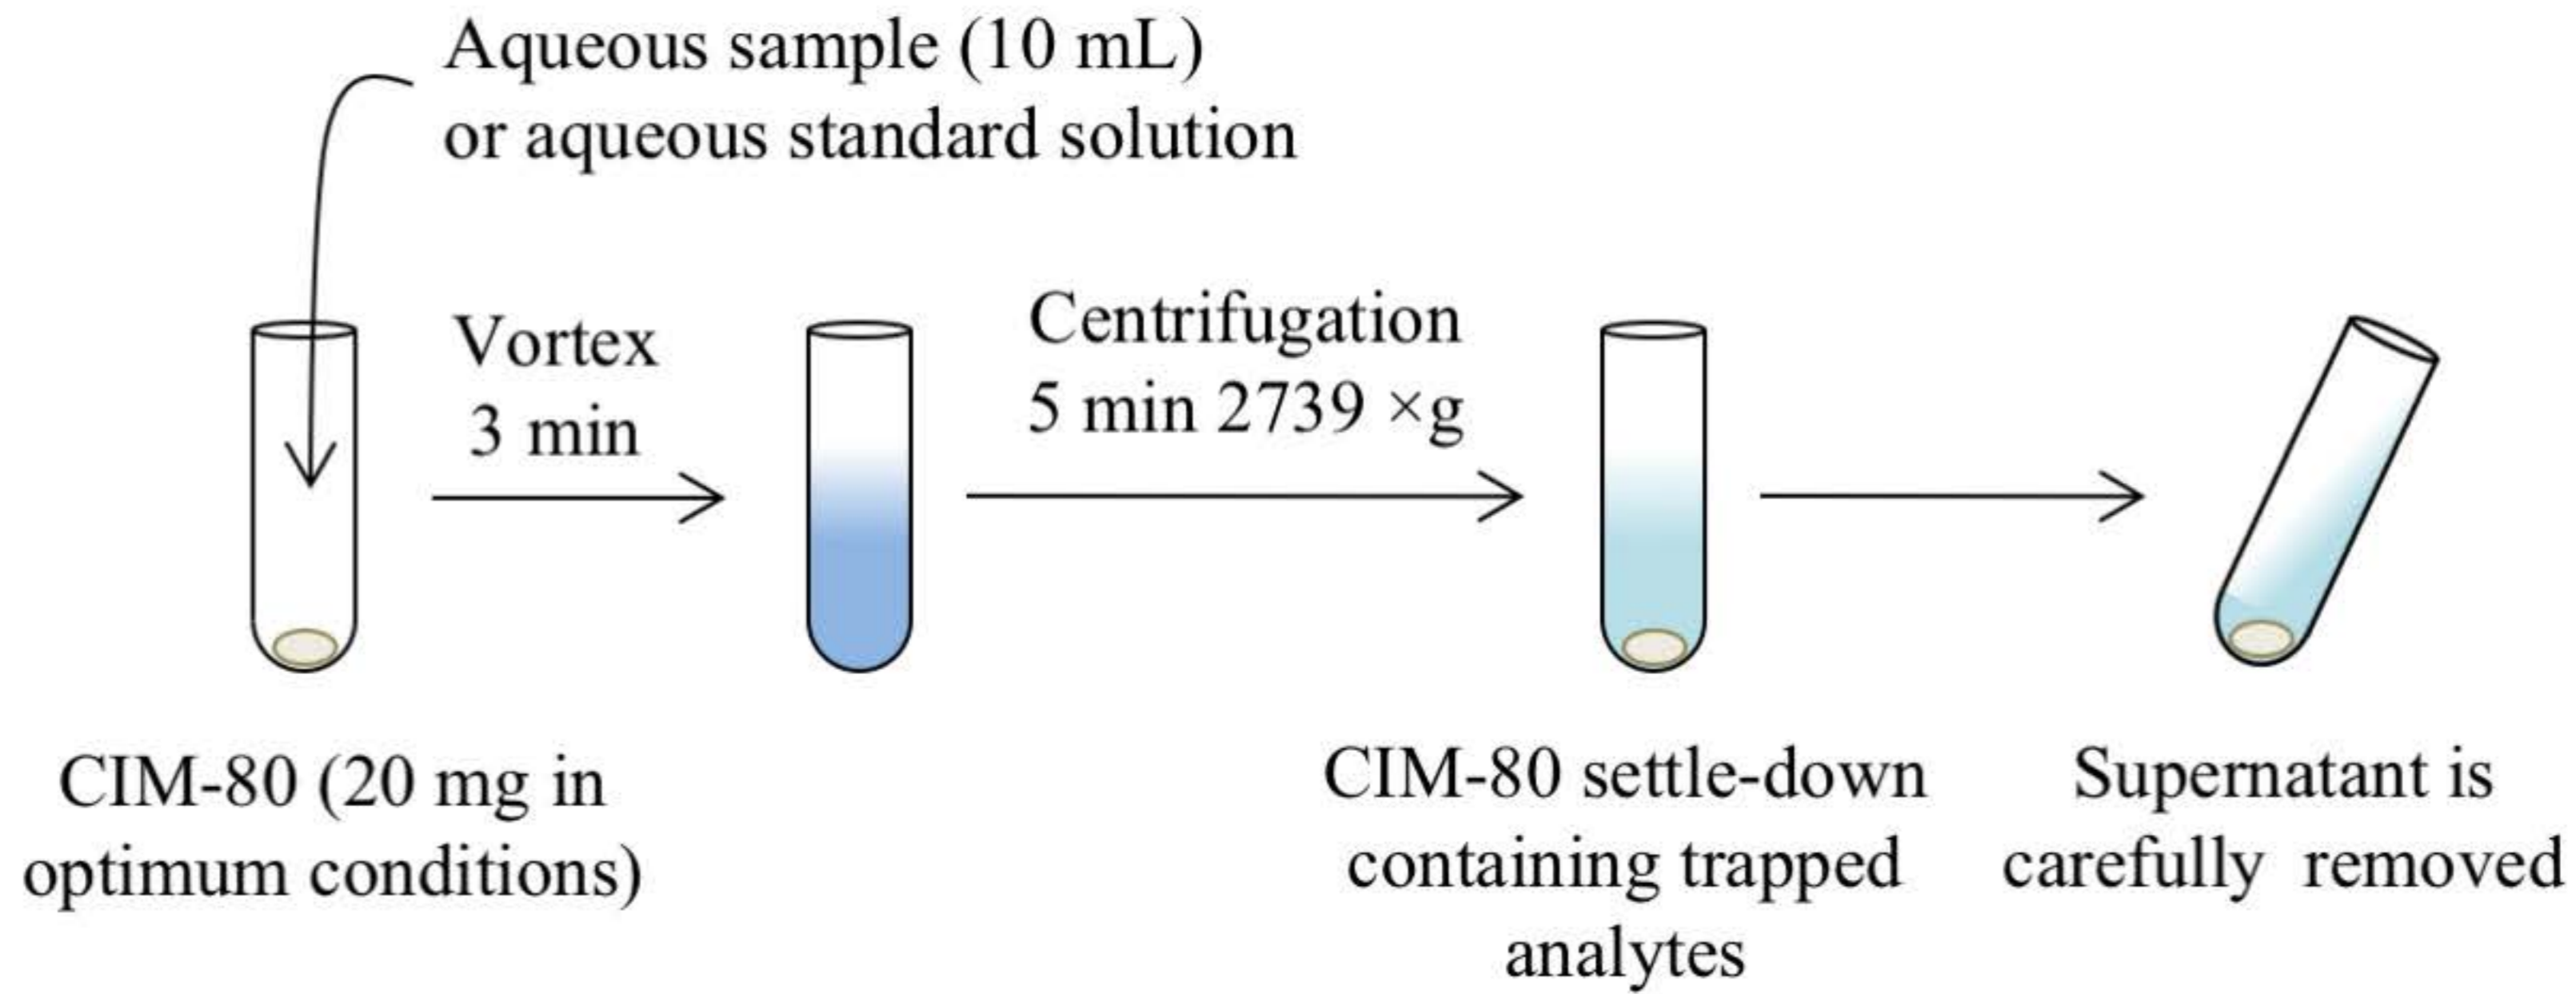 Aqueous sample (10 mL)
or aqueous standard solution
Vortex
3 min
Centrifugation
5 min 2739 ×g
CIM-80 (20 mg in
optimum conditions)
CIM-80 settle-down
containing trapped
analytes
Supernatant is
carefully removed